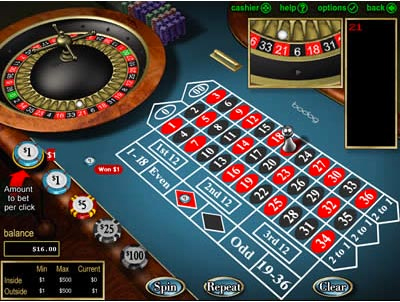 cashier help? options back
33 21 6 18 31
21
bodog
0 00
3 6 9 12 15 18 21 24 27 30 33 36
2 5 8 11 14 17 20 23 26 29 32 35
1 4 7 10 13 16 19 22 25 28 31 34
2 to 1 2 to 1 2 to 1
1st 12 2nd 12 3rd 12
1-18 Even Odd 19-36
$1 $1
Won $1
Amount
to bet
per click
$1
$5
$25
$100
balance
$16.00
Min Max Current
Inside $1 $500 $0
Outside $1 $500 $1
Spin Repeat Clear